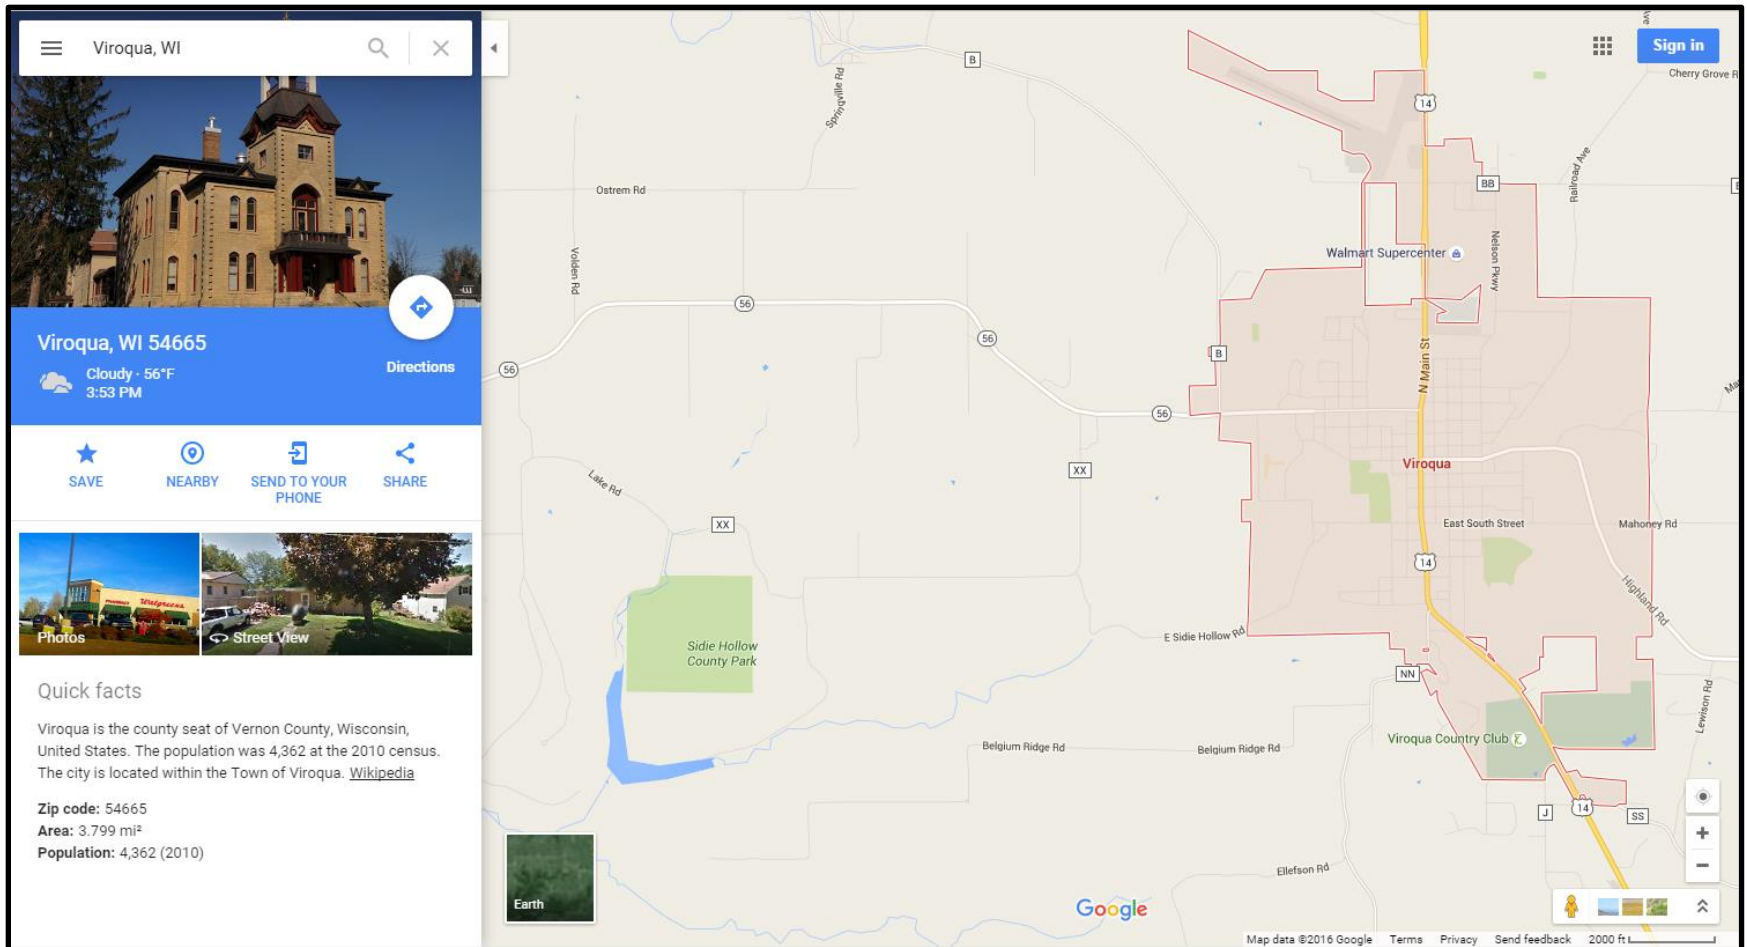 Viroqua, WI
Viroqua, WI 54665
Cloudy · 56°F
3:53 PM
Directions
SAVE
NEARBY
SEND TO YOUR
PHONE
SHARE
Photos
Walgreens
Street View
Quick facts
Viroqua is the county seat of Vernon County, Wisconsin,
United States. The population was 4,362 at the 2010 census.
The city is located within the Town of Viroqua. Wikipedia
Zip code: 54665
Area: 3.799 mi²
Population: 4,362 (2010)
Sign in
Cherry Grove R
B
Springville Rd
14
Railroad Ave
BB
Ostrem Rd
Nelson Pkwy
Volden Rd
Walmart Supercenter
56
56
56
B
N Main St
56
Viroqua
XX
Lake Rd
XX
East South Street
Mahoney Rd
14
Highland Rd
E Sidie Hollow Rd
Sidie Hollow
County Park
NN
Lewison Rd
Viroqua Country Club
Belgium Ridge Rd
Belgium Ridge Rd
J
14
SS
Ellefson Rd
Earth
Google
Map data ©2016 Google
Terms
Privacy
Send feedback
2000 ft